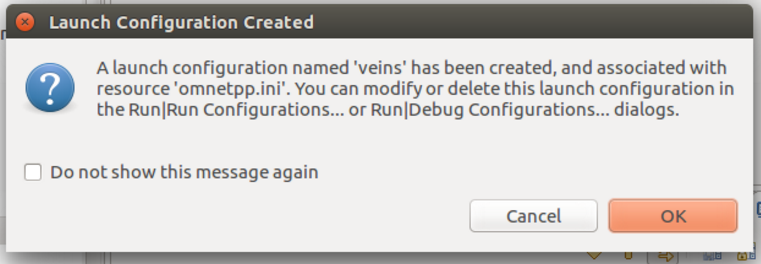 Launch Configuration Created
A launch configuration named 'veins' has been created, and associated with
resource 'omnetpp.ini'. You can modify or delete this launch configuration in
the Run|Run Configurations... or Run|Debug Configurations... dialogs.
Do not show this message again
Cancel
OK